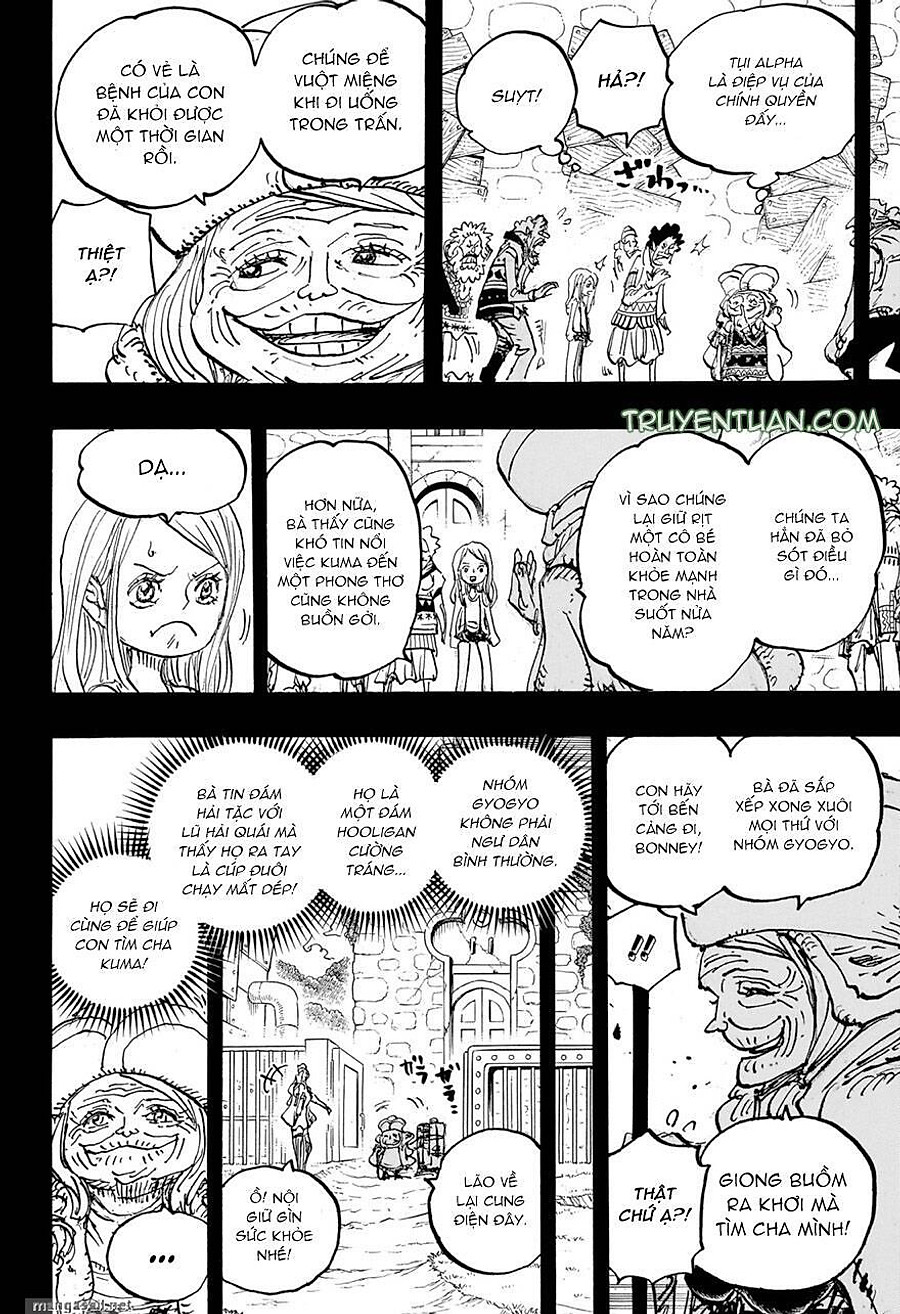 TỤI ALPHA
LÀ ĐIỆP VỤ CỦA
CHÍNH QUYỀN
ĐẤY...
HẢ?!
SUYT!
ざわっ...
CHÚNG ĐỂ
VUỘT MIỆNG
KHI ĐI UỐNG
TRONG TRẤN.
CÓ VẺ LÀ
BỆNH CỦA CON
ĐÃ KHỎI ĐƯỢC
MỘT THỜI GIAN
RỒI.
THIỆT
Ạ?!
TRUYENTUAN.COM
CHÚNG TA
HẲN ĐÃ BỎ
SÓT ĐIỀU
GÌ ĐÓ...
VÌ SAO CHÚNG
LẠI GIỮ RỊT
MỘT CÔ BÉ
HOÀN TOÀN
KHỎE MẠNH
TRONG NHÀ
SUỐT NỬA
NĂM?
HƠN NỮA,
BÀ THẤY CŨNG
KHÓ TIN NỔI
VIỆC KUMA ĐẾN
MỘT PHONG THƠ
CŨNG KHÔNG
BUỒN GỞI.
DẠ...
BÀ ĐÃ SẮP
XẾP XONG XUÔI
MỌI THỨ VỚI
NHÓM GYOGYO.
CON HÃY
TỚI BẾN
CẢNG ĐI,
BONNEY!
!!
GIONG BUỒM
RA KHƠI MÀ
TÌM CHA MÌNH!
THẬT
CHỨ Ạ?!
NHÓM
GYOGYO
KHÔNG PHẢI
NGƯ DÂN
BÌNH THƯỜNG.
HỌ LÀ
MỘT ĐÁM
HOOLIGAN
CƯỜNG
TRÁNG...
BÀ TIN ĐÁM
HẢI TẶC VỚI
LŨ HẢI QUÁI MÀ
THẤY HỌ RA TAY
LÀ CÚP ĐUÔI
CHẠY MẤT DÉP!
HỌ SẼ ĐI
CÙNG ĐỂ GIÚP
CON TÌM CHA
KUMA!
ガラガラ...
LÃO VỀ
LẠI CUNG
ĐIỆN ĐÂY.
Ồ! NỘI
GIỮ GÌN
SỨC KHỎE
NHÉ!
...